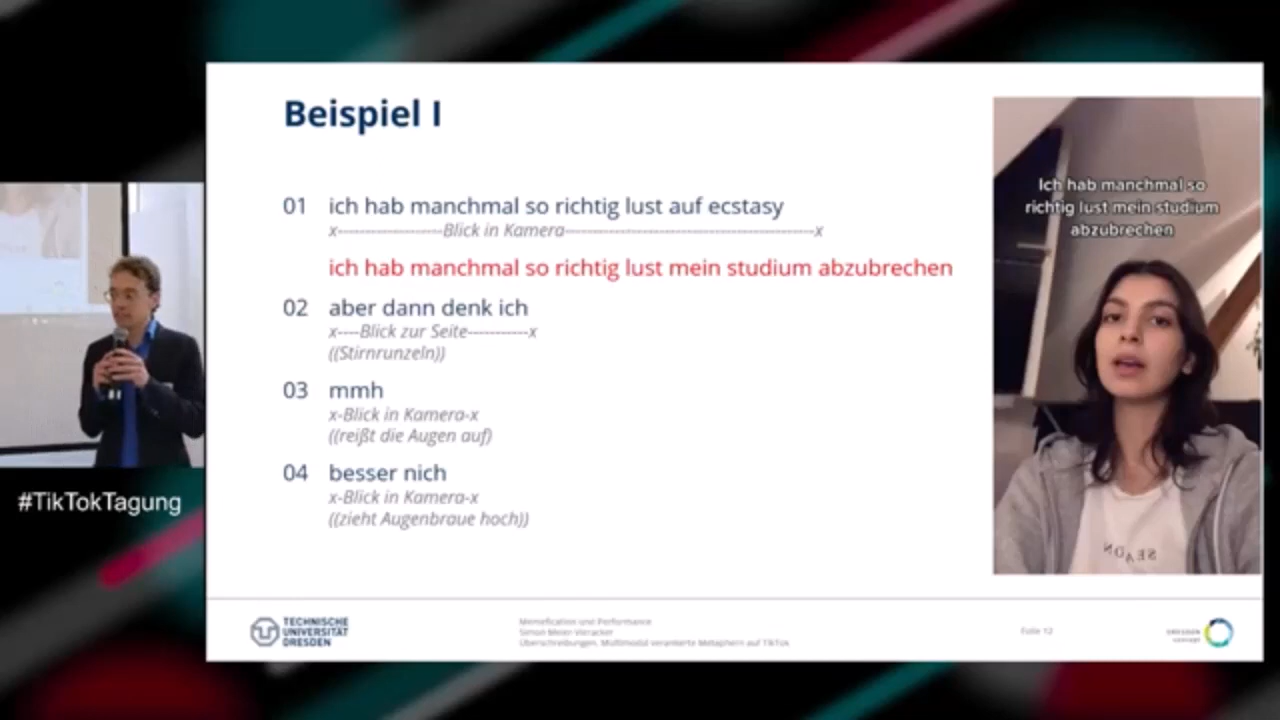 Beispiel I
01 ich hab manchmal so richtig lust auf ecstasy
x-------------------Blick in Kamera---------------------------------------------x
ich hab manchmal so richtig lust mein studium abzubrechen
02 aber dann denk ich
x----Blick zur Seite-----------x
((Stirnrunzeln))
03 mmh
x-Blick in Kamera-x
((reißt die Augen auf)
04 besser nich
x-Blick in Kamera-x
((zieht Augenbraue hoch))
Ich hab manchmal so
richtig lust mein studium
abzubrechen
#TikTokTagung
TECHNISCHE
UNIVERSITÄT
DRESDEN
Memefication und Performance
Simon Meier-Vieracker
Überschreibungen. Multimodal verankerte Metaphern auf TikTok
Folie 12
DRESDEN
concept